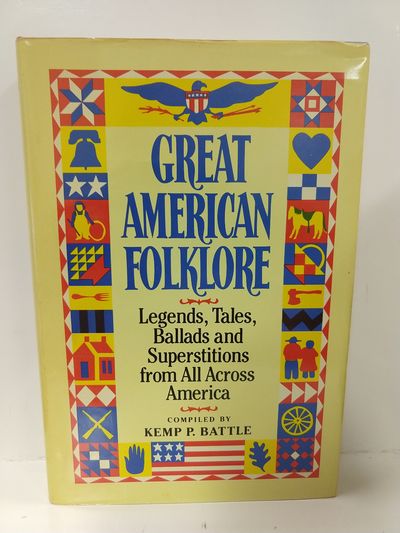 GREAT
AMERICAN
FOLKLORE
Legends, Tales,
Ballads and
Superstitions
from All Across
America
COMPILED BY
KEMP P. BATTLE